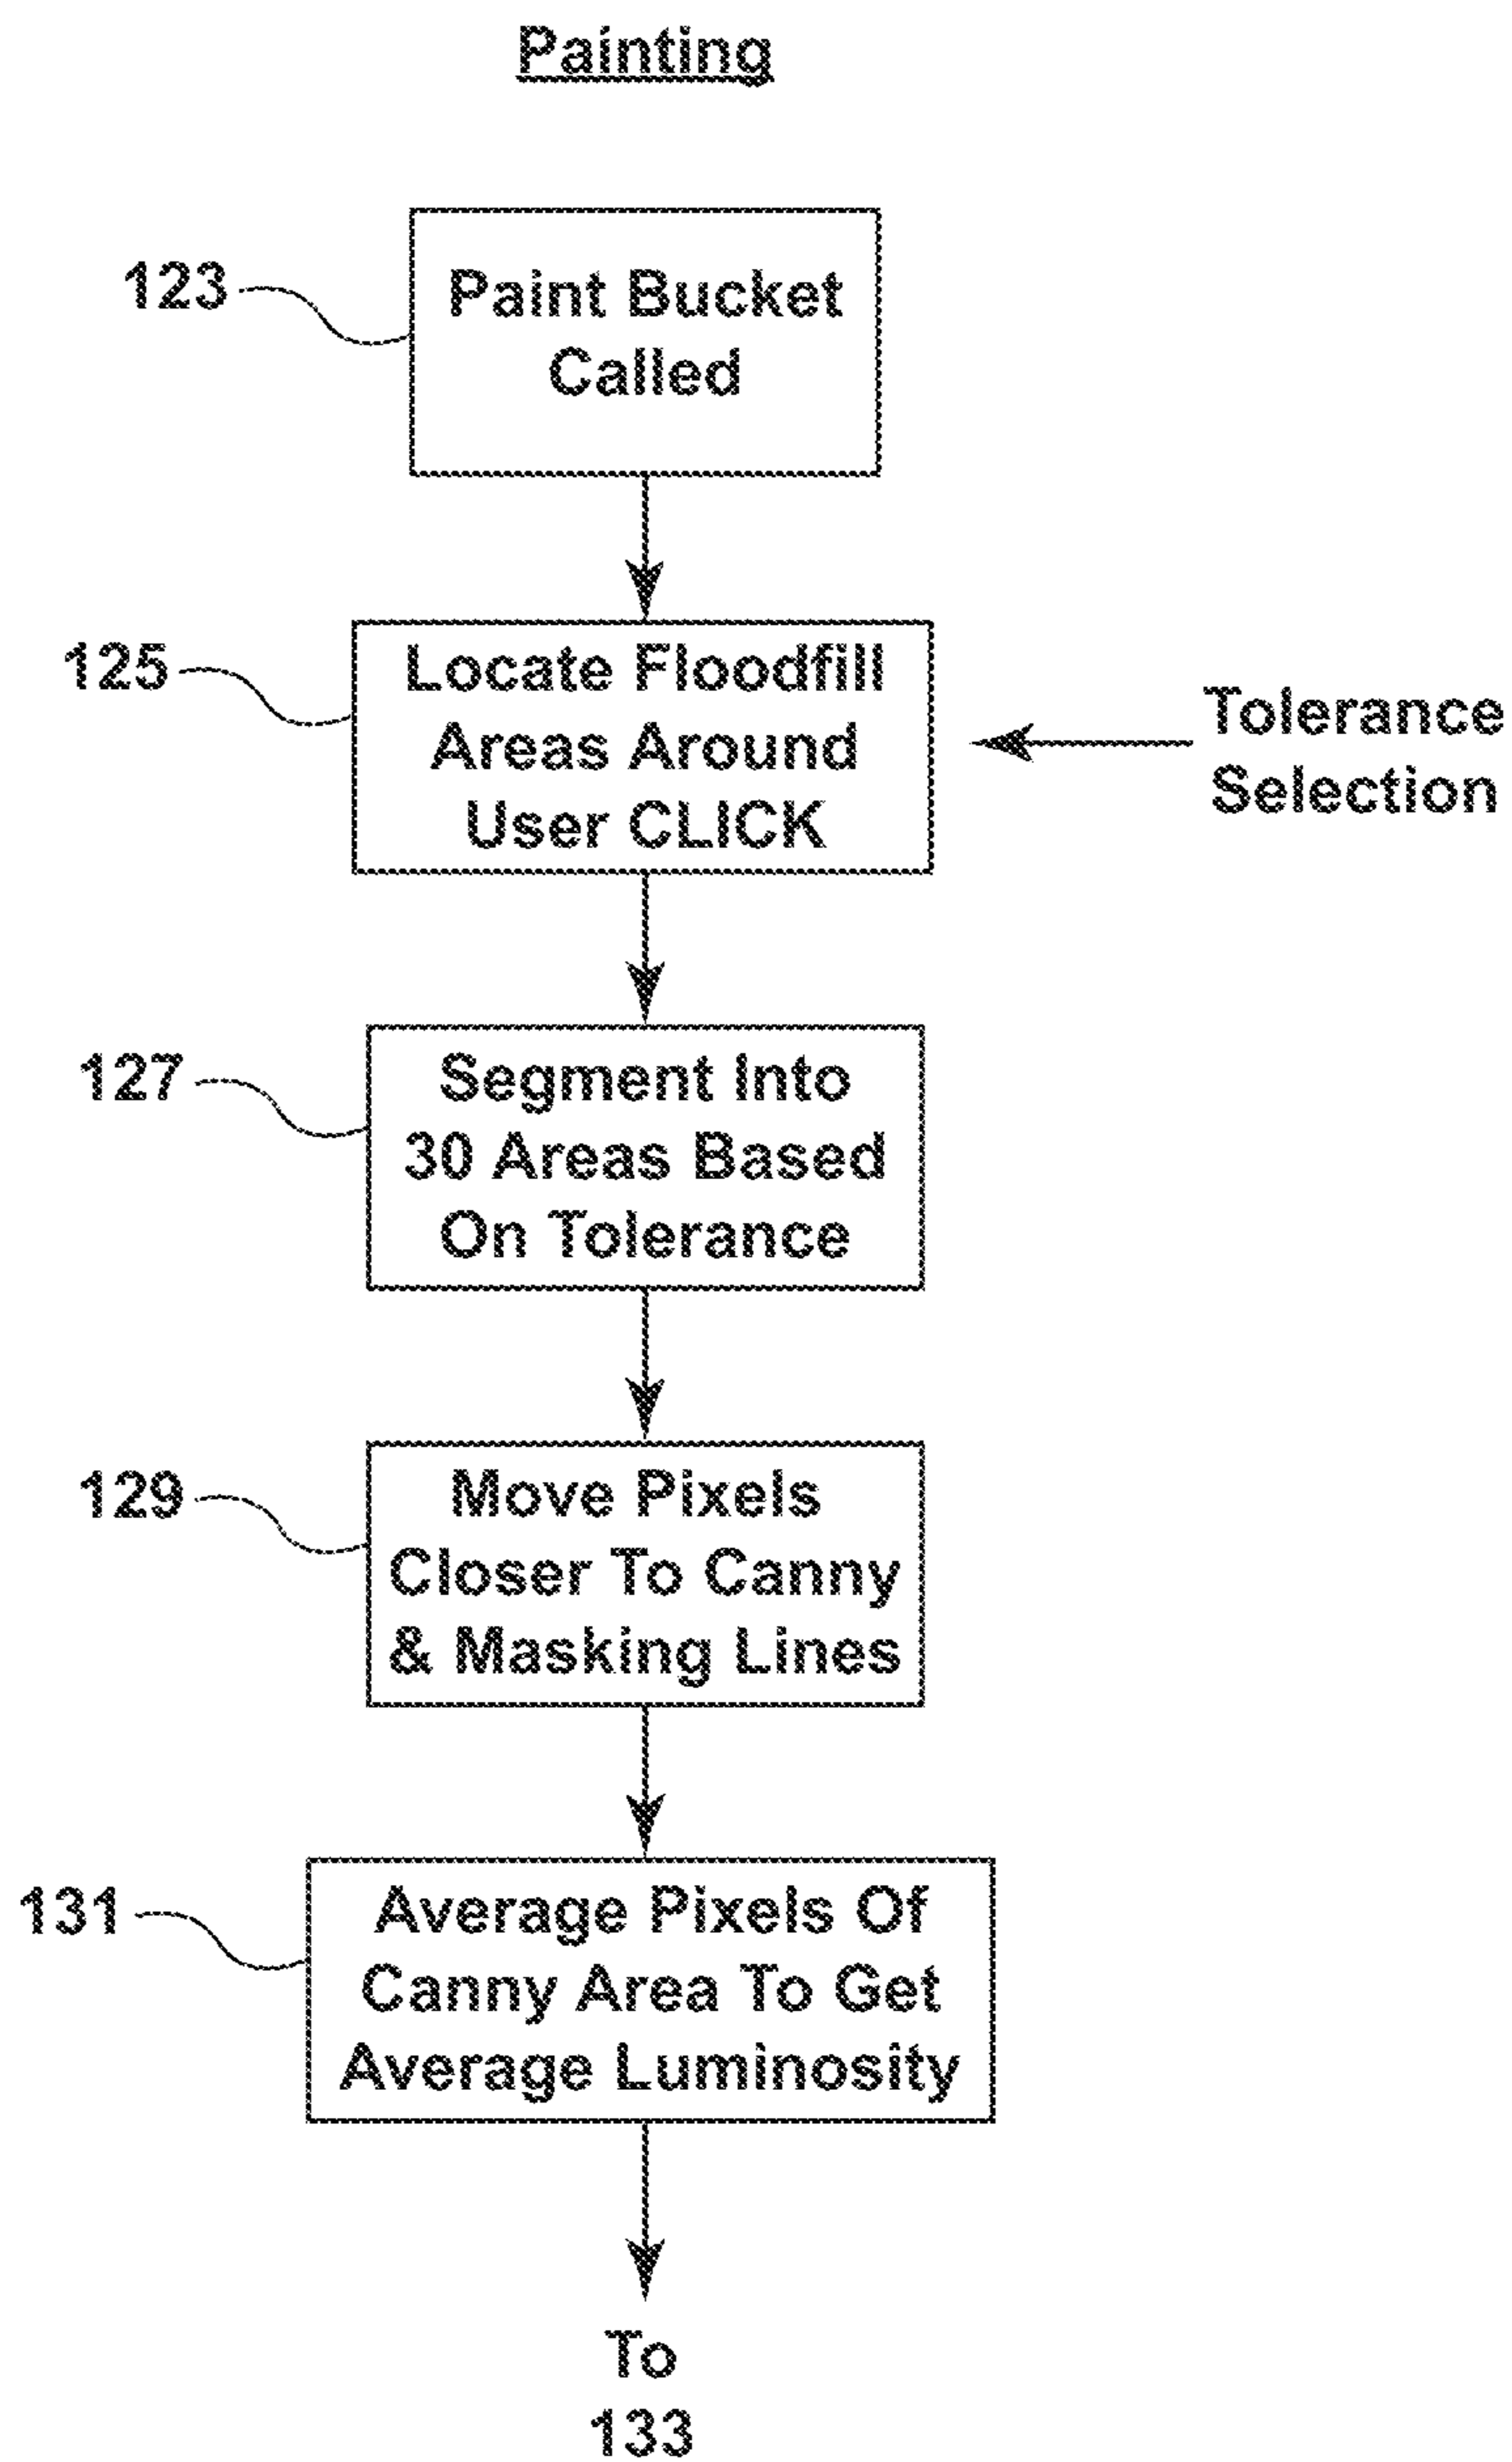 Painting
123
Paint Bucket
Called
125
Locate Floodfill
Areas Around
User CLICK
Tolerance
Selection
127
Segment Into
30 Areas Based
On Tolerance
129
Move Pixels
Closer To Canny
& Masking Lines
131
Average Pixels Of
Canny Area To Get
Average Luminosity
To
133